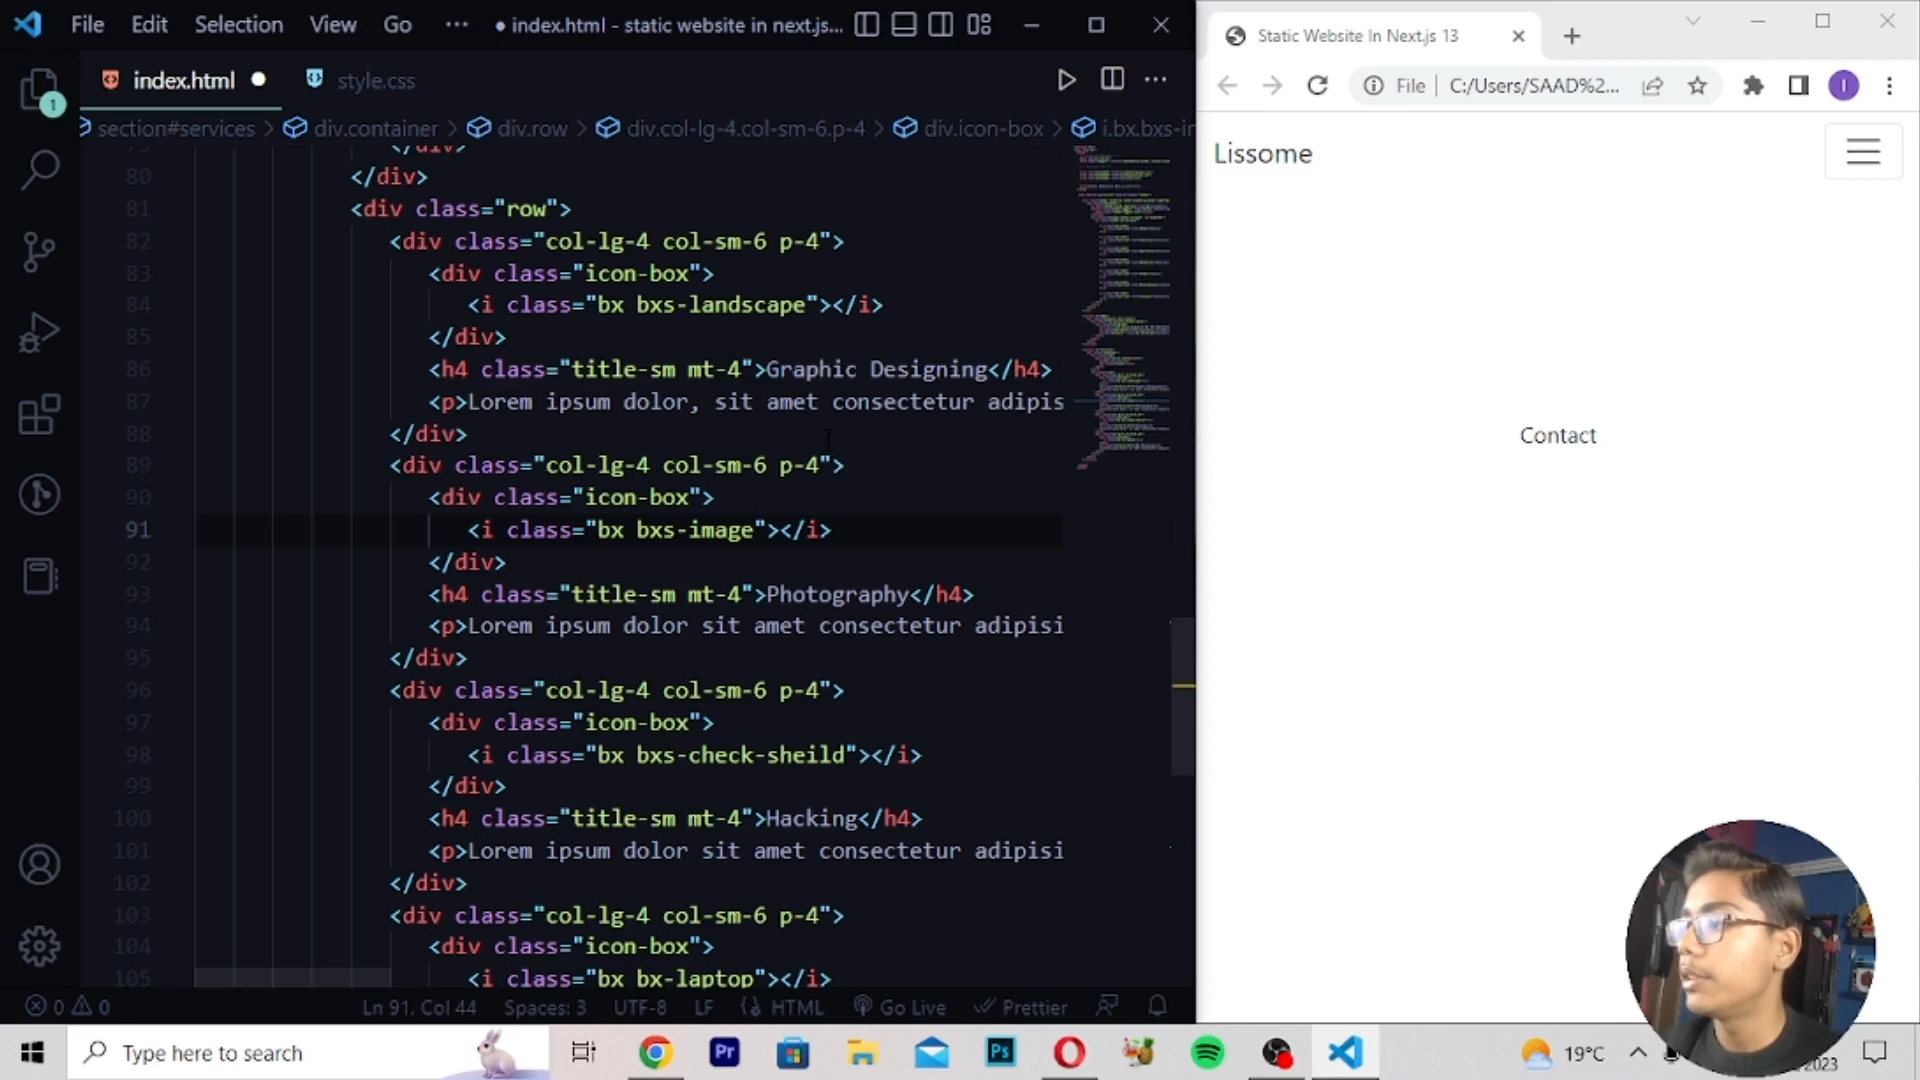 File Edit Selection View Go ··· ● index.html - static website in next.js...
index.html ● style.css
section#services > div.container > div.row > div.col-lg-4.col-sm-6.p-4 > div.icon-box > i.bx.bxs-in
79 </div>
80 </div>
81 <div class="row">
82 <div class="col-lg-4 col-sm-6 p-4">
83 <div class="icon-box">
84 <i class="bx bxs-landscape"></i>
85 </div>
86 <h4 class="title-sm mt-4">Graphic Designing</h4>
87 <p>Lorem ipsum dolor, sit amet consectetur adipis
88 </div>
89 <div class="col-lg-4 col-sm-6 p-4">
90 <div class="icon-box">
91 <i class="bx bxs-image"></i>
92 </div>
93 <h4 class="title-sm mt-4">Photography</h4>
94 <p>Lorem ipsum dolor sit amet consectetur adipisi
95 </div>
96 <div class="col-lg-4 col-sm-6 p-4">
97 <div class="icon-box">
98 <i class="bx bxs-check-sheild"></i>
99 </div>
100 <h4 class="title-sm mt-4">Hacking</h4>
101 <p>Lorem ipsum dolor sit amet consectetur adipisi
102 </div>
103 <div class="col-lg-4 col-sm-6 p-4">
104 <div class="icon-box">
105 <i class="bx bx-laptop"></i>
1
0 0 Ln 91, Col 44 Spaces: 3 UTF-8 LF HTML Go Live Prettier
Static Website In Next.js 13
File | C:/Users/SAAD%2... I
Lissome
Contact
Type here to search Pr Ps 19°C
2023